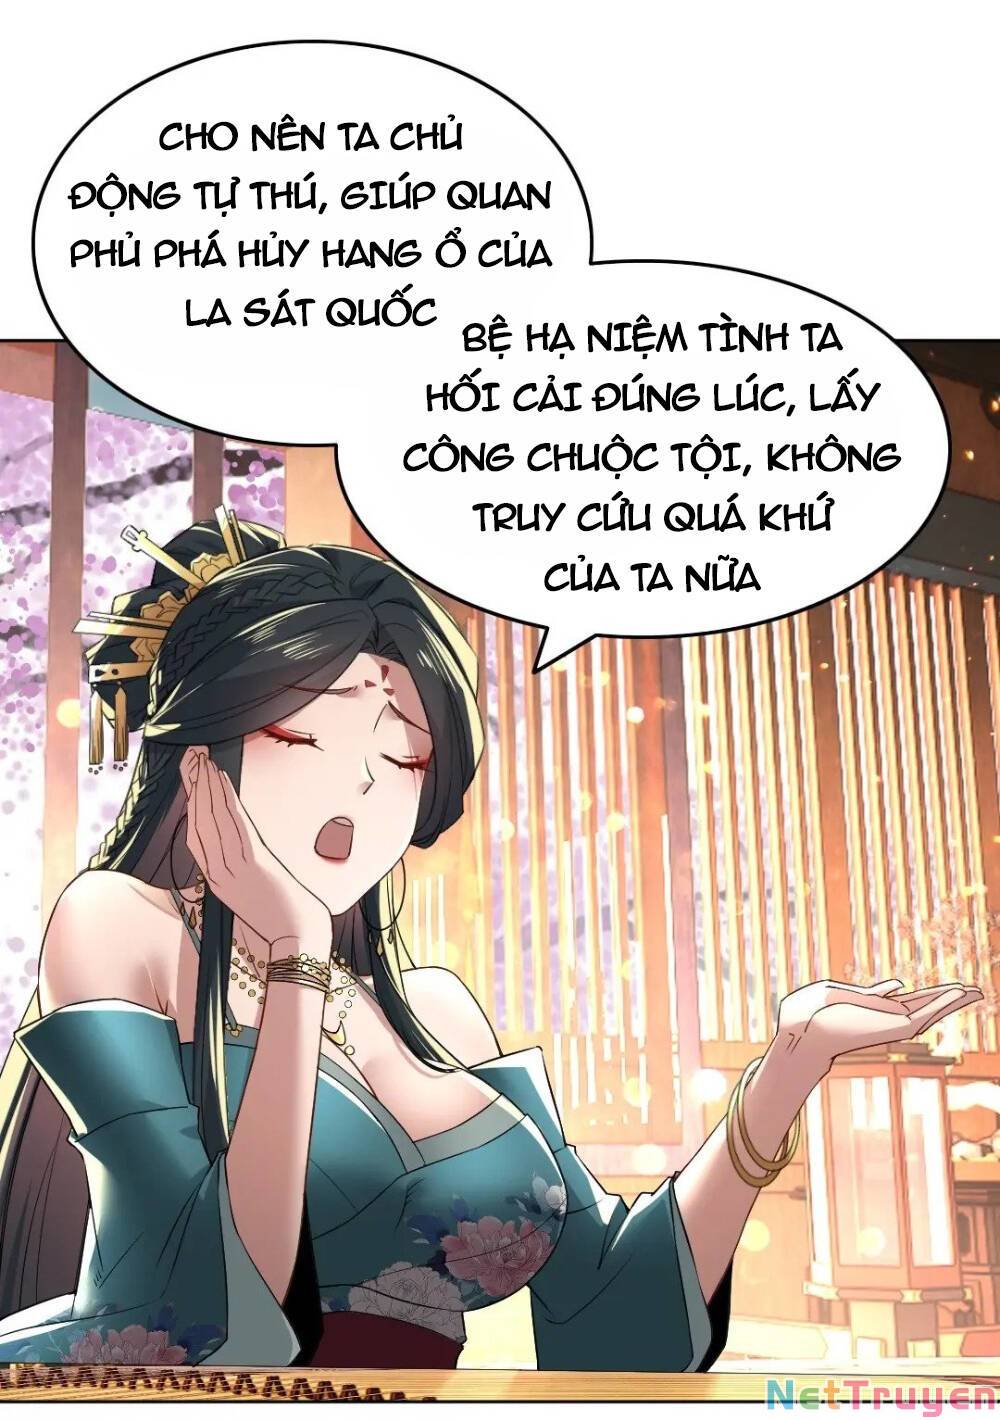 CHO NÊN TA CHỦ
ĐỘNG TỰ THÚ, GIÚP QUAN
PHỦ PHÁ HỦY HANG Ổ CỦA
LA SÁT QUỐC
BỆ HẠ NIỆM TÌNH TA
HỐI CẢI ĐÚNG LÚC, LẤY
CÔNG CHUỘC TỘI, KHÔNG
TRUY CỨU QUÁ KHỨ
CỦA TA NỮA
NetTruyen